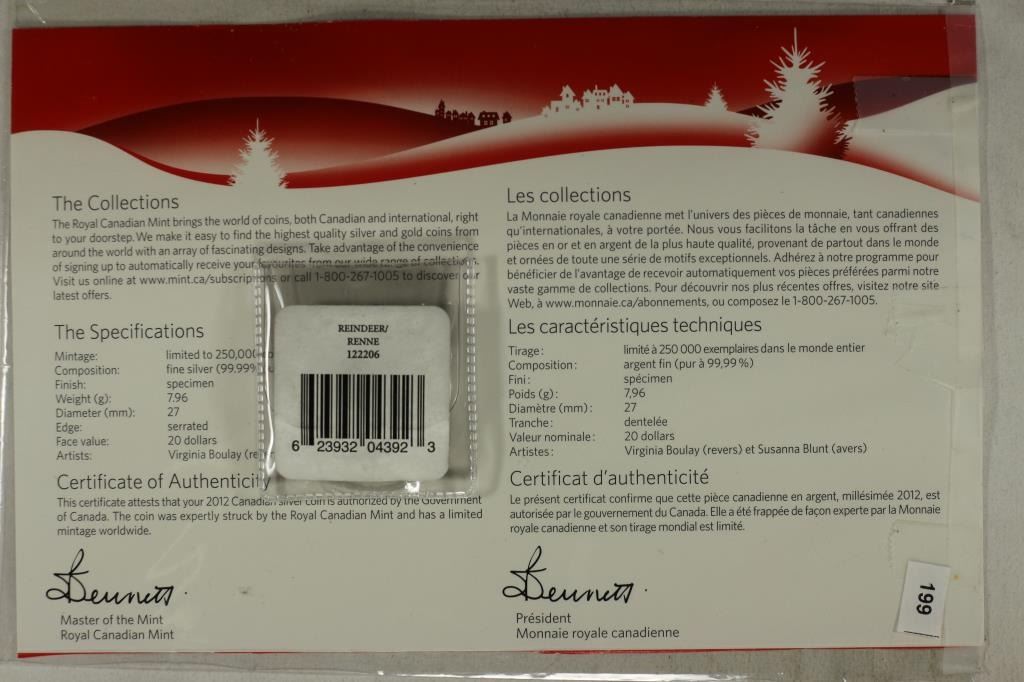 The Collections
The Royal Canadian Mint brings the world of coins, both Canadian and international, right
to your doorstep. We make it easy to find the highest quality silver and gold coins from
around the world with an array of fascinating designs. Take advantage of the convenience
of signing up to automatically receive your favourites from our wide range of collections.
Visit us online at www.mint.ca/subscriptions or call 1-800-267-1005 to discover our
latest offers.
The Specifications
Mintage: limited to 250,000
Composition: fine silver (99.999
Finish: specimen
Weight (g): 7.96
Diameter (mm): 27
Edge: serrated
Face value: 20 dollars
Artists: Virginia Boulay (re
Certificate of Authenticity
This certificate attests that your 2012 Canadian silver coin is authorized by the Government
of Canada. The coin was expertly struck by the Royal Canadian Mint and has a limited
mintage worldwide.
Bennett
Master of the Mint
Royal Canadian Mint
REINDEER/
RENNE
122206
6 23932 04392 3
Les collections
La Monnaie royale canadienne met l'univers des pièces de monnaie, tant canadiennes
qu'internationales, à votre portée. Nous vous facilitons la tâche en vous offrant des
pièces en or et en argent de la plus haute qualité, provenant de partout dans le monde
et ornées de toute une série de motifs exceptionnels. Adhérez à notre programme pour
bénéficier de l'avantage de recevoir automatiquement vos pièces préférées parmi notre
vaste gamme de collections. Pour découvrir nos plus récentes offres, visitez notre site
Web, à www.monnaie.ca/abonnements, ou composez le 1-800-267-1005.
Les caractéristiques techniques
Tirage: limité à 250 000 exemplaires dans le monde entier
Composition: argent fin (pur à 99,99 %)
Fini: spécimen
Poids (g): 7,96
Diamètre (mm): 27
Tranche: dentelée
Valeur nominale: 20 dollars
Artistes: Virginia Boulay (revers) et Susanna Blunt (avers)
Certificat d'authenticité
Le présent certificat confirme que cette pièce canadienne en argent, millésimée 2012, est
autorisée par le gouvernement du Canada. Elle a été frappée de façon experte par la Monnaie
royale canadienne et son tirage mondial est limité.
Bennett
Président
Monnaie royale canadienne
199